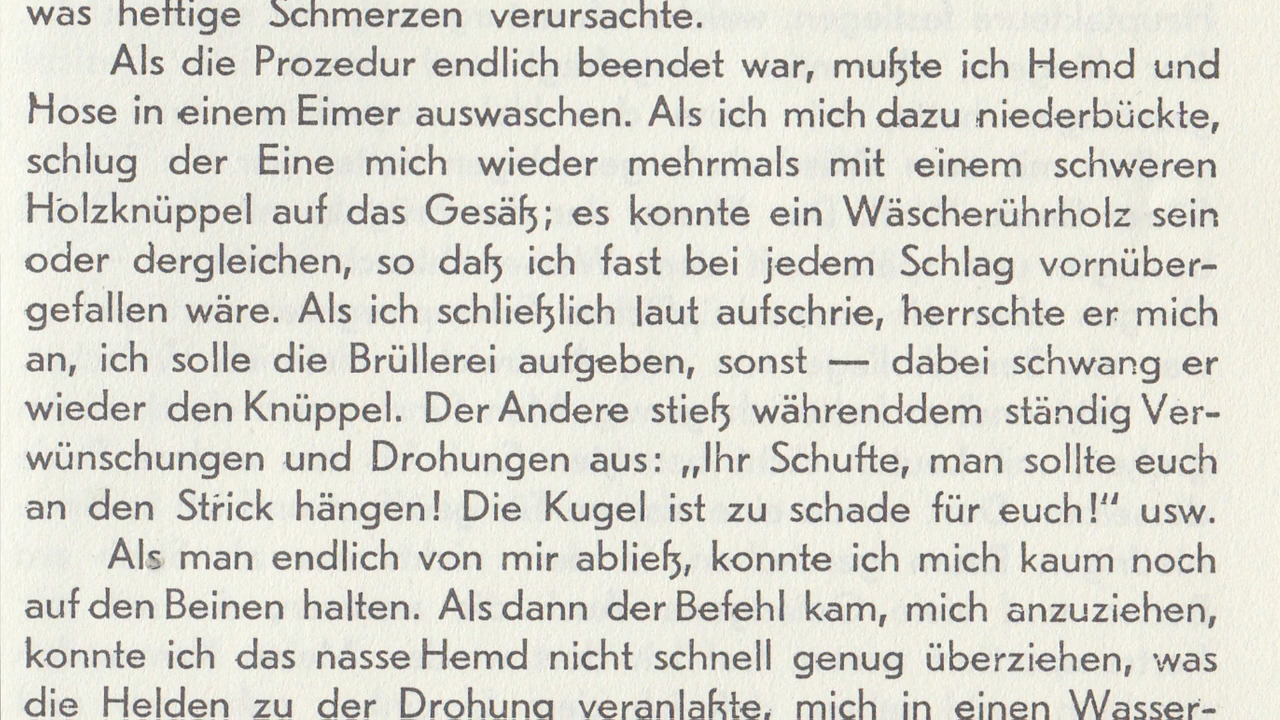 was heftige Schmerzen verursachte.
Als die Prozedur endlich beendet war, mußte ich Hemd und
Hose in einem Eimer auswaschen. Als ich mich dazu niederbückte,
schlug der Eine mich wieder mehrmals mit einem schweren
Holzknüppel auf das Gesäß; es konnte ein Wäscherührholz sein
oder dergleichen, so daß ich fast bei jedem Schlag vornüber-
gefallen wäre. Als ich schließlich laut aufschrie, herrschte er mich
an, ich solle die Brüllerei aufgeben, sonst — dabei schwang er
wieder den Knüppel. Der Andere stieß währenddem ständig Ver-
wünschungen und Drohungen aus: „Ihr Schufte, man sollte euch
an den Strick hängen! Die Kugel ist zu schade für euch!“ usw.
Als man endlich von mir abließ, konnte ich mich kaum noch
auf den Beinen halten. Als dann der Befehl kam, mich anzuziehen,
konnte ich das nasse Hemd nicht schnell genug überziehen, was
die Helden zu der Drohung veranlaßte, mich in einen Wasser-